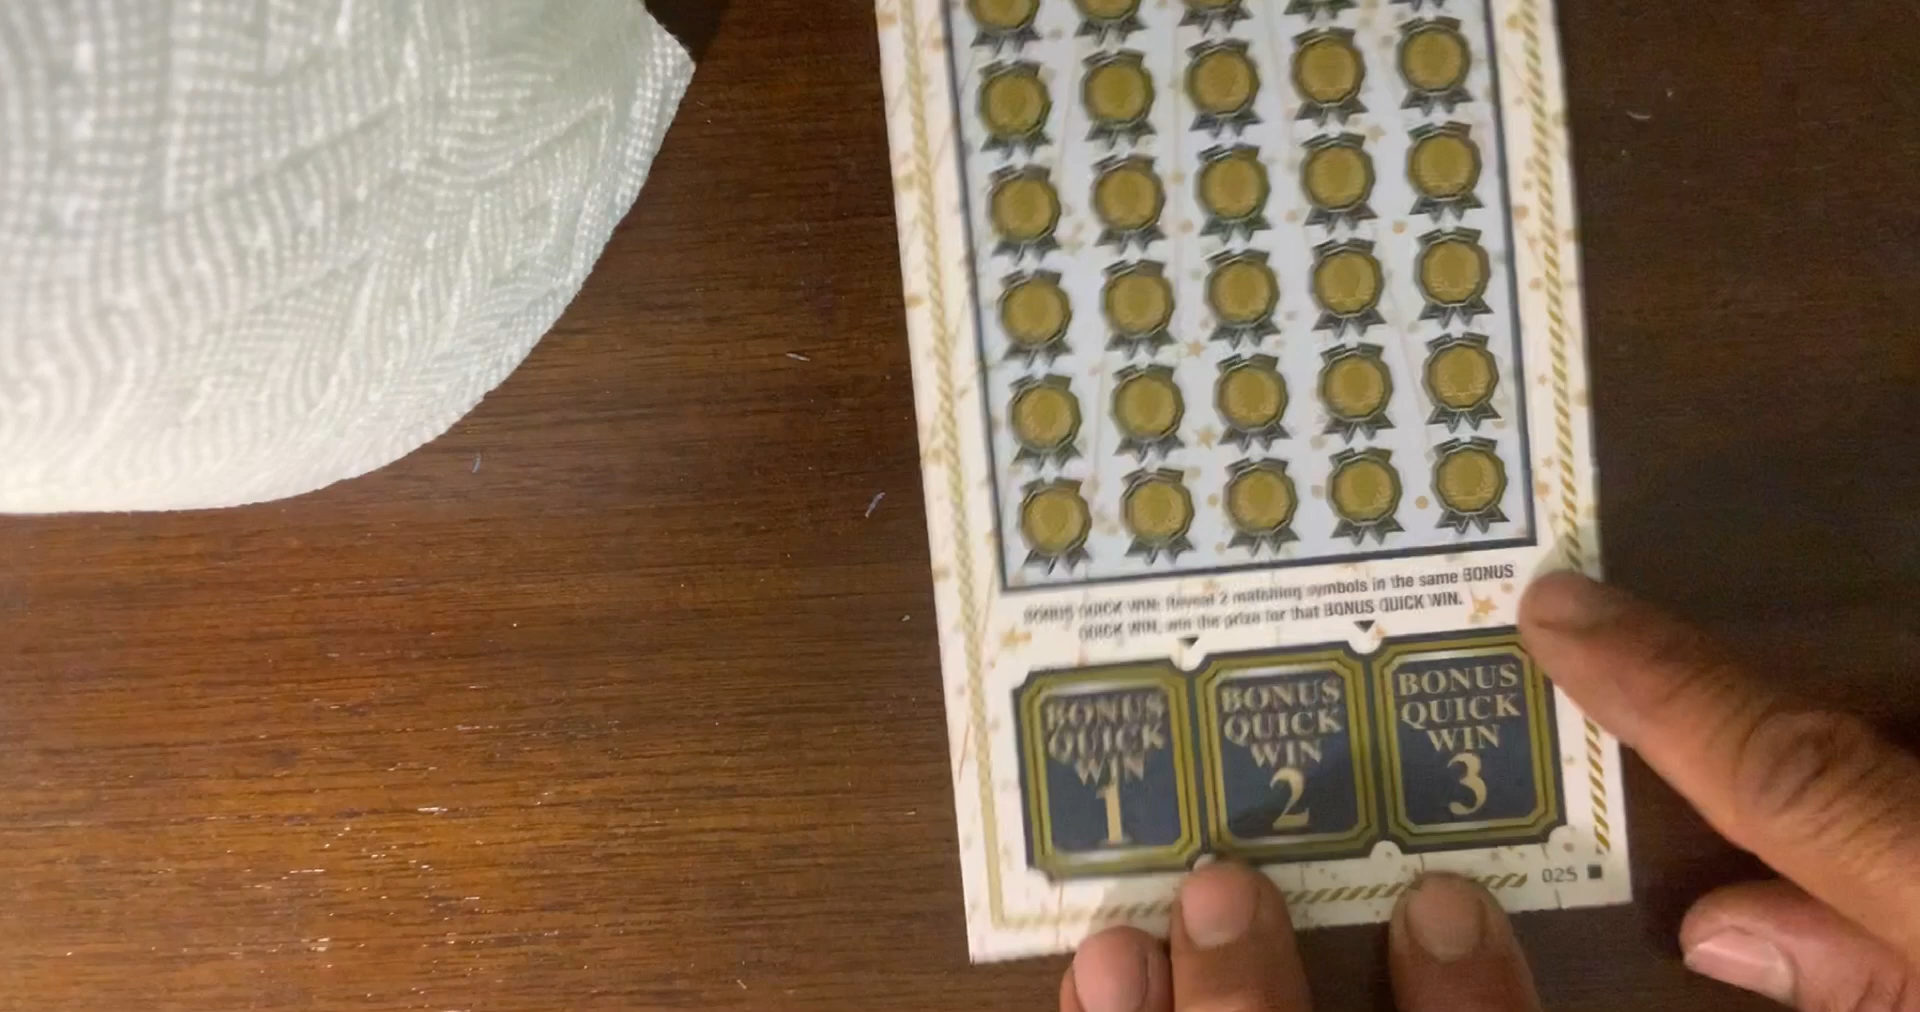 BONUS QUICK WIN: Reveal 2 matching symbols in the same BONUS
QUICK WIN, win the prize for that BONUS QUICK WIN.
BONUS
QUICK
WIN
1
BONUS
QUICK
WIN
2
BONUS
QUICK
WIN
3
025